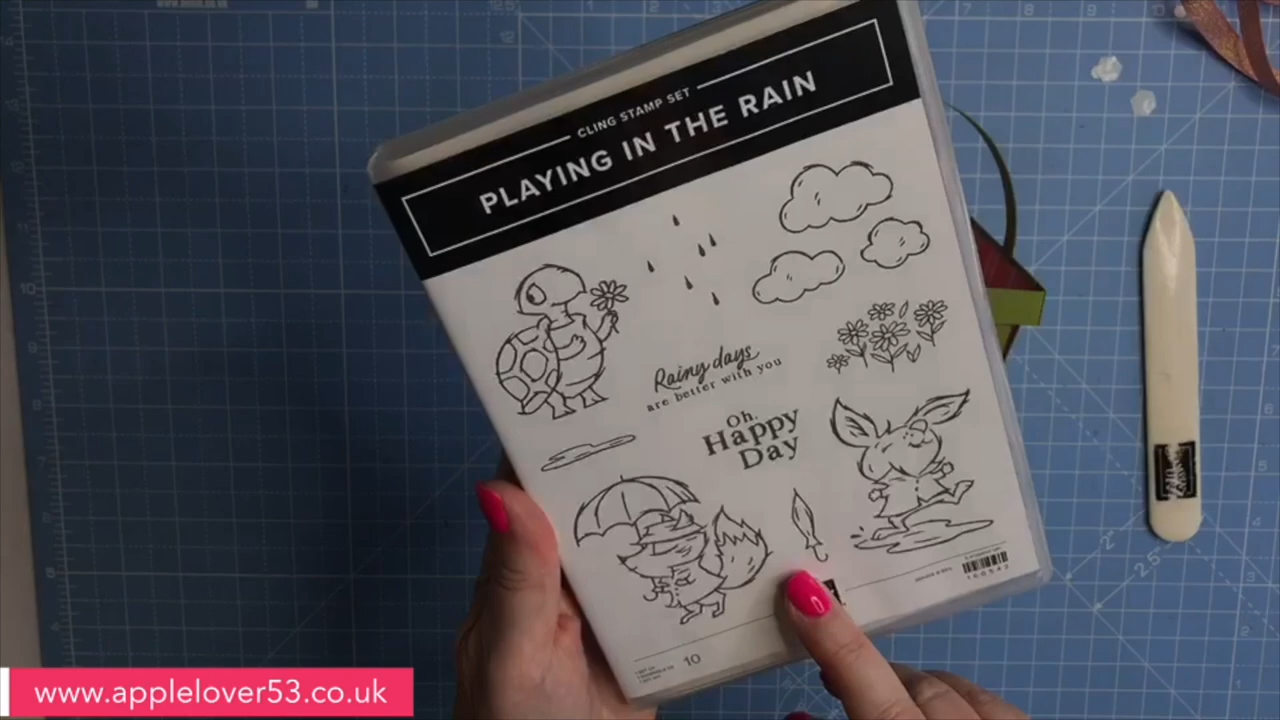 CLING STAMP SET
PLAYING IN THE RAIN
Rainy days
are better with you
Oh,
Happy
Day
10
www.applelover53.co.uk